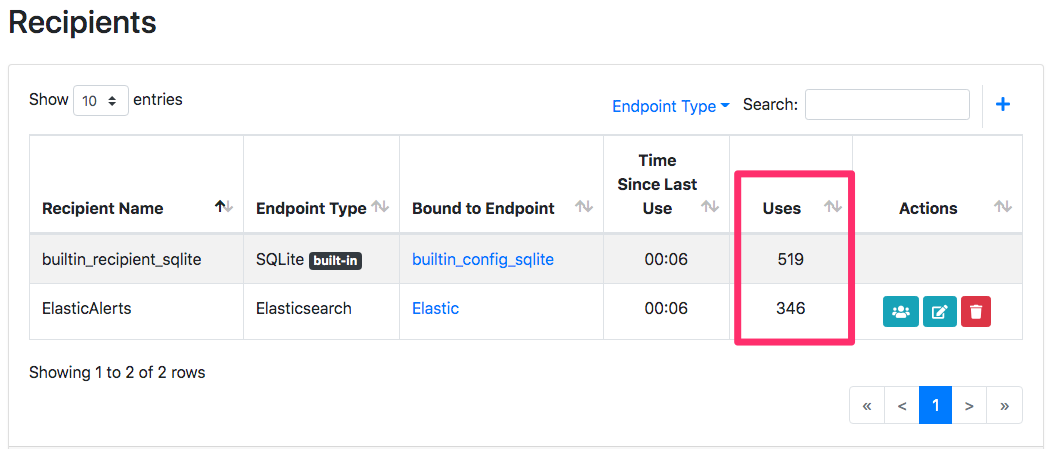 Recipients
Show 10 entries
Endpoint Type Search:
Recipient Name Endpoint Type Bound to Endpoint Time Since Last Use Uses Actions
builtin_recipient_sqlite SQLite built-in builtin_config_sqlite 00:06 519
ElasticAlerts Elasticsearch Elastic 00:06 346
Showing 1 to 2 of 2 rows
« < 1 > »